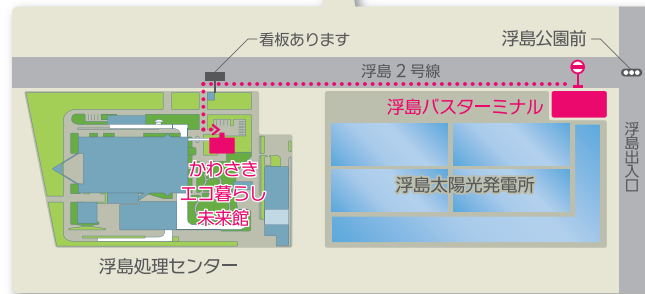 看板あります
浮島公園前
浮島2号線
浮島バスターミナル
浮島出入口
かわさき
エコ暮らし
未来館
浮島太陽光発電所
浮島処理センター